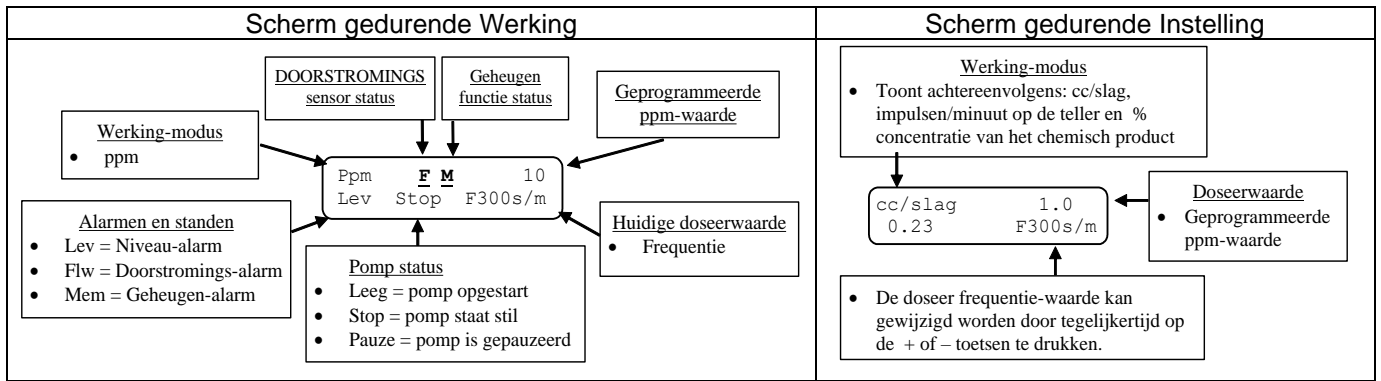 Scherm gedurende Werking
DOORSTROMINGS
sensor status
Geheugen
functie status
Geprogrammeerde
ppm-waarde
Werking-modus
• ppm
Ppm F M 10
Lev Stop F300s/m
Alarmen en standen
• Lev = Niveau-alarm
• Flw = Doorstromings-alarm
• Mem = Geheugen-alarm
Huidige doseerwaarde
• Frequentie
Pomp status
• Leeg = pomp opgestart
• Stop = pomp staat stil
• Pauze = pomp is gepauzeerd
Scherm gedurende Instelling
Werking-modus
• Toont achtereenvolgens: cc/slag,
impulsen/minuut op de teller en %
concentratie van het chemisch product
cc/slag 1.0
0.23 F300s/m
Doseerwaarde
• Geprogrammeerde
ppm-waarde
• De doseer frequentie-waarde kan
gewijzigd worden door tegelijkertijd op
de + of – toetsen te drukken.